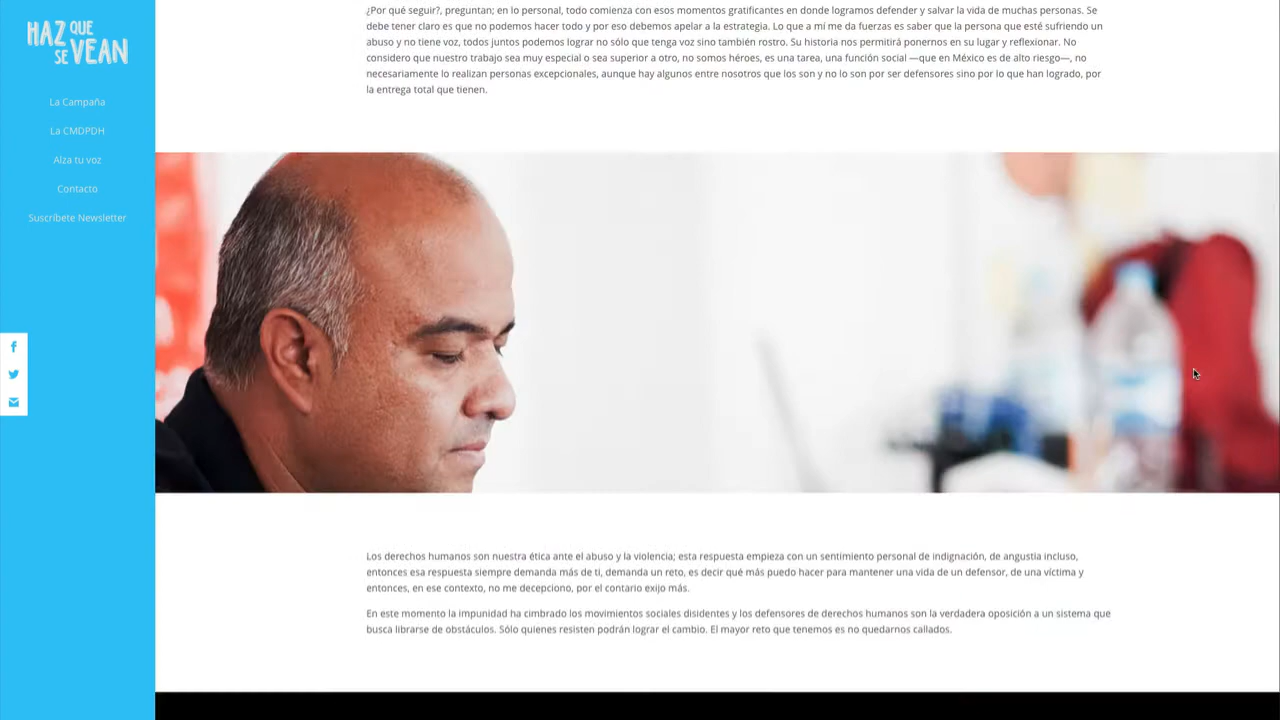 HAZ QUE
SE VEAN
La Campaña
La CMDPDH
Alza tu voz
Contacto
Suscríbete Newsletter
¿Por qué seguir?, preguntan; en lo personal, todo comienza con esos momentos gratificantes en donde logramos defender y salvar la vida de muchas personas. Se
debe tener claro es que no podemos hacer todo y por eso debemos apelar a la estrategia. Lo que a mí me da fuerzas es saber que la persona que esté sufriendo un
abuso y no tiene voz, todos juntos podemos lograr no sólo que tenga voz sino también rostro. Su historia nos permitirá ponernos en su lugar y reflexionar. No
considero que nuestro trabajo sea muy especial o sea superior a otro, no somos héroes, es una tarea, una función social —que en México es de alto riesgo—, no
necesariamente lo realizan personas excepcionales, aunque hay algunos entre nosotros que los son y no lo son por ser defensores sino por lo que han logrado, por
la entrega total que tienen.
Los derechos humanos son nuestra ética ante el abuso y la violencia; esta respuesta empieza con un sentimiento personal de indignación, de angustia incluso,
entonces esa respuesta siempre demanda más de ti, demanda un reto, es decir qué más puedo hacer para mantener una vida de un defensor, de una víctima y
entonces, en ese contexto, no me decepciono, por el contario exijo más.
En este momento la impunidad ha cimbrado los movimientos sociales disidentes y los defensores de derechos humanos son la verdadera oposición a un sistema que
busca librarse de obstáculos. Sólo quienes resisten podrán lograr el cambio. El mayor reto que tenemos es no quedarnos callados.